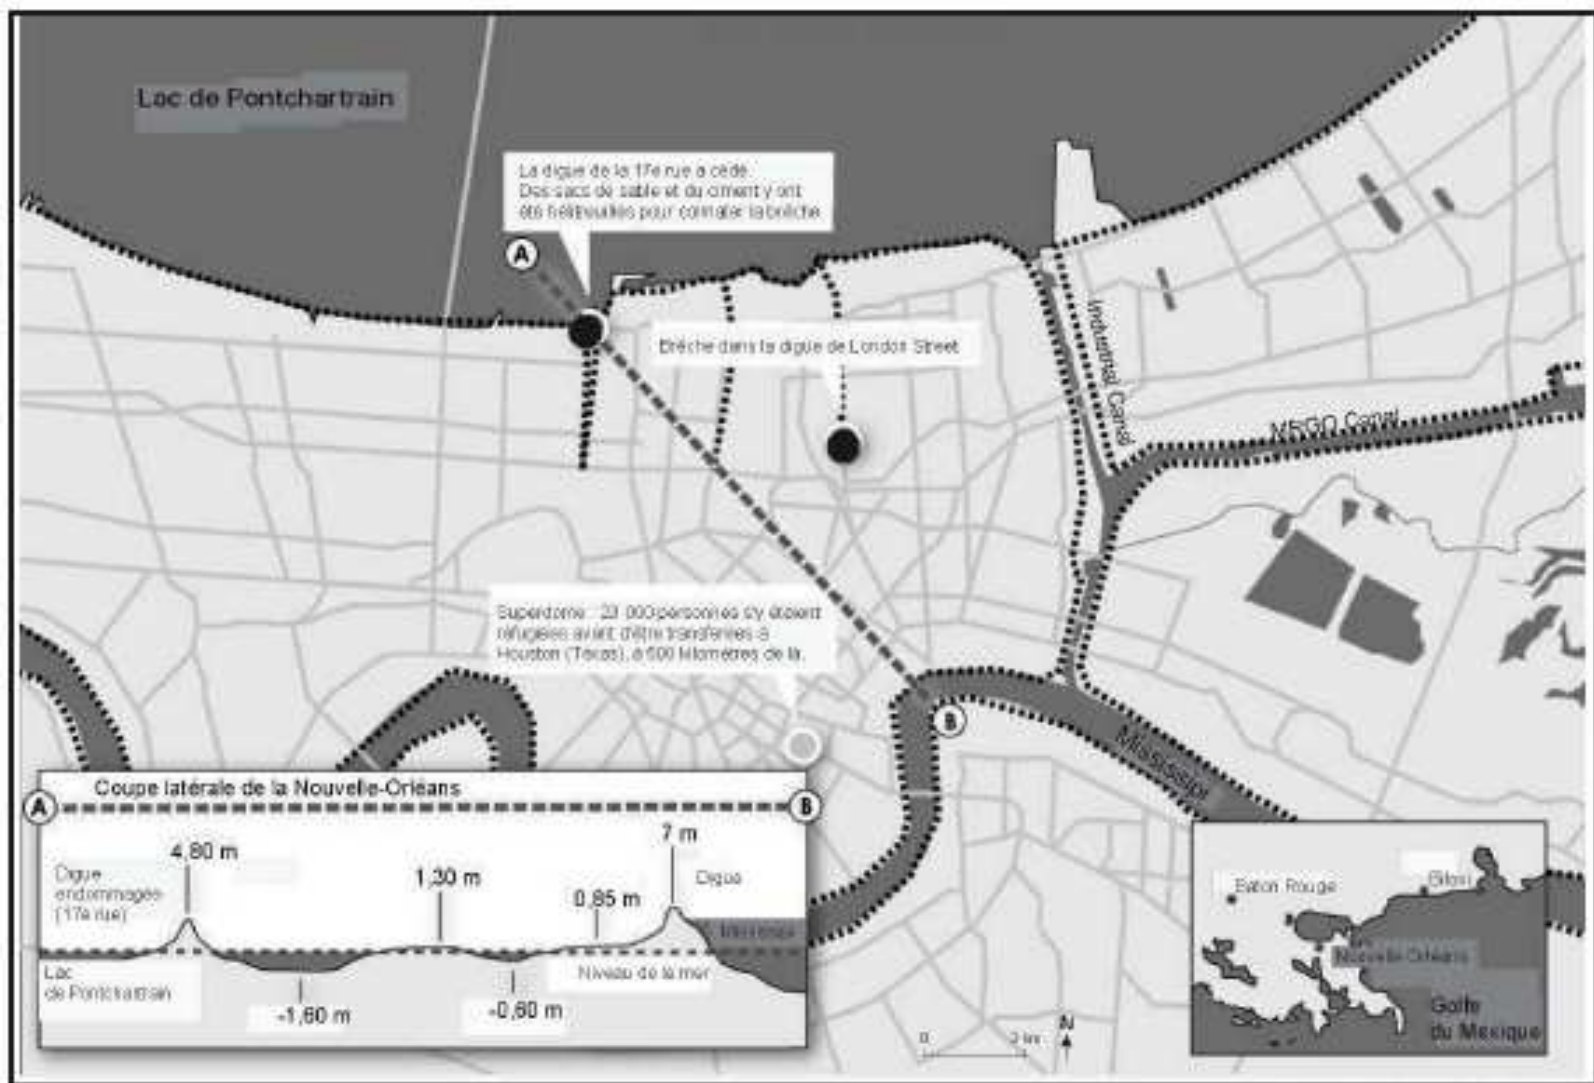 Lac de Pontchartrain
La digue de la 17e rue a cédé.
Des sacs de sable et du ciment y ont
été héliteuillés pour colmater la brèche
A
Brèche dans la digue de London Street
Industrial Canal
MRGO Canal
Superdome : 23 000 personnes s'y étaient
réfugiées avant d'être transférées à
Houston (Texas), à 500 kilomètres de là.
B
Mississipi
Coupe latérale de la Nouvelle-Orléans
A
B
4,80 m
7 m
Digue
endommagée
(17e rue)
1,30 m
0,85 m
Digue
Niveau de la mer
Lac
de Pontchartrain
-1,60 m
-0,60 m
0
2 km
N
Baton Rouge
Biloxi
Nouvelle Orléans
Golfe
du Mexique